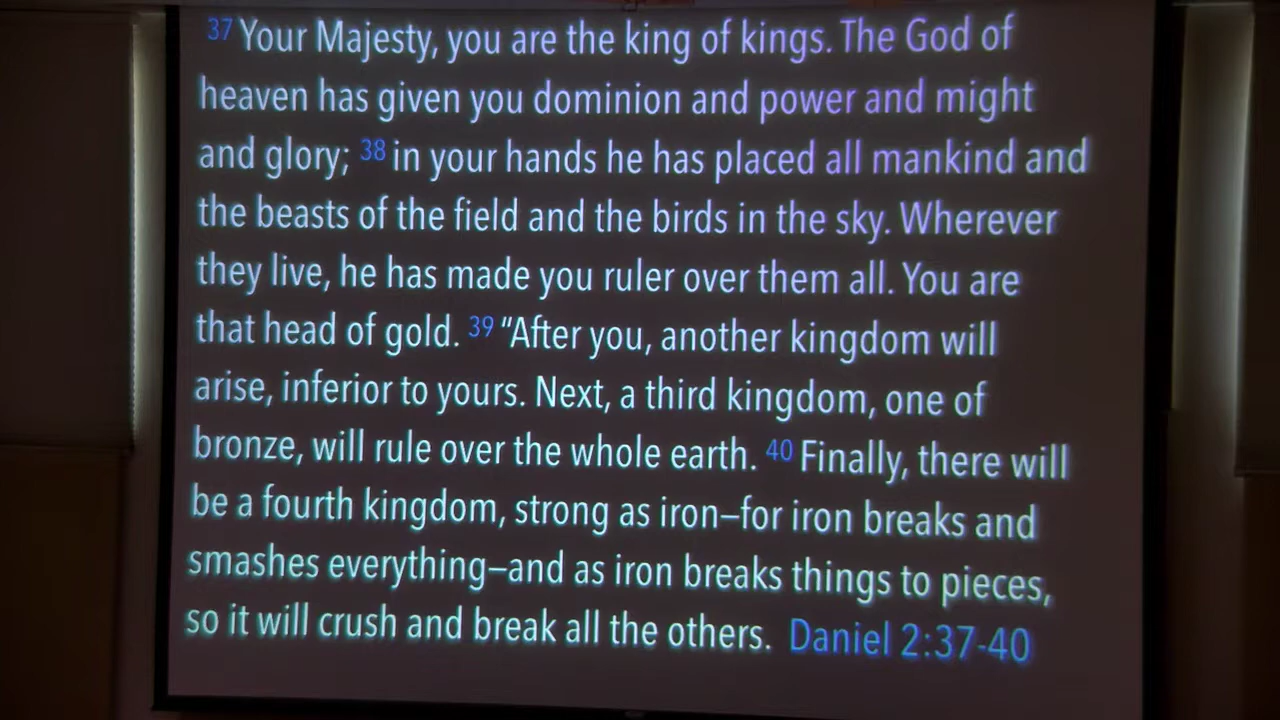 37 Your Majesty, you are the king of kings. The God of
heaven has given you dominion and power and might
and glory; 38 in your hands he has placed all mankind and
the beasts of the field and the birds in the sky. Wherever
they live, he has made you ruler over them all. You are
that head of gold. 39 "After you, another kingdom will
arise, inferior to yours. Next, a third kingdom, one of
bronze, will rule over the whole earth. 40 Finally, there will
be a fourth kingdom, strong as iron—for iron breaks and
smashes everything—and as iron breaks things to pieces,
so it will crush and break all the others. Daniel 2:37-40